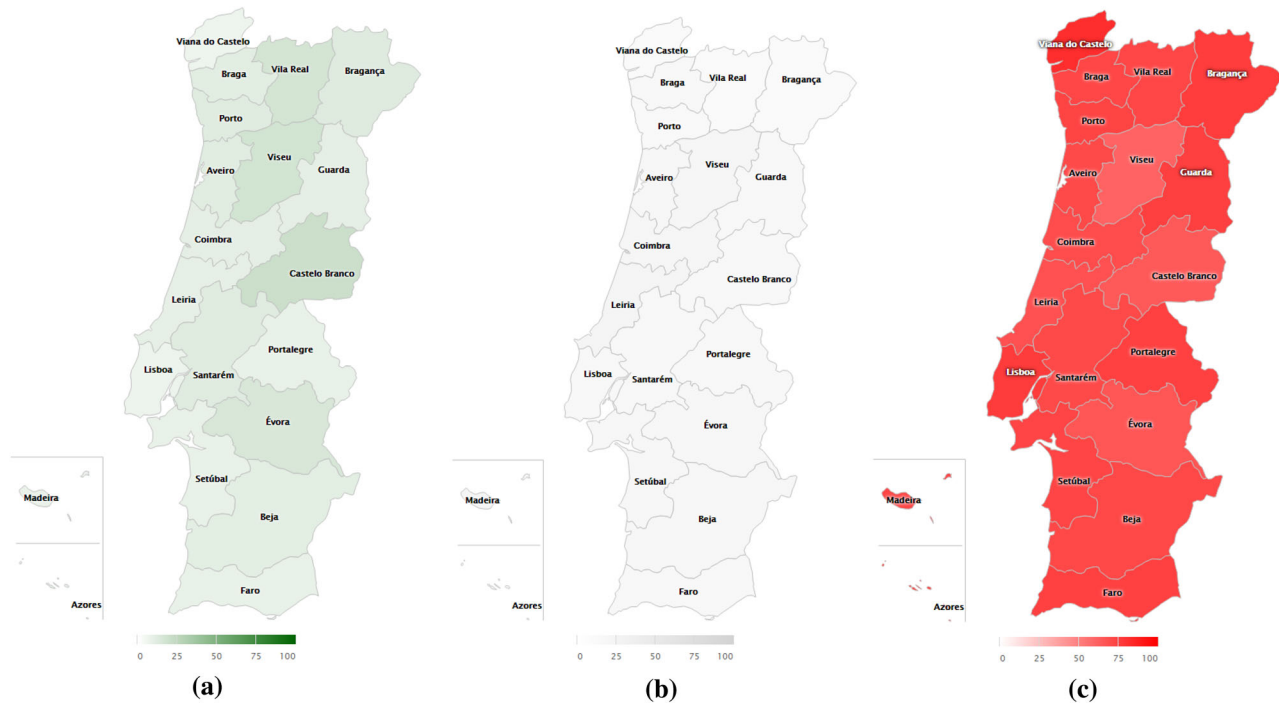 Viana do Castelo
Braga
Vila Real
Bragança
Porto
Aveiro
Viseu
Guarda
Coimbra
Castelo Branco
Leiria
Portalegre
Lisboa
Santarém
Évora
Setúbal
Madeira
Beja
Faro
Azores
0 25 50 75 100
(a)
Viana do Castelo
Braga
Vila Real
Bragança
Porto
Aveiro
Viseu
Guarda
Coimbra
Castelo Branco
Leiria
Portalegre
Lisboa
Santarém
Évora
Setúbal
Madeira
Beja
Faro
Azores
0 25 50 75 100
(b)
Viana do Castelo
Braga
Vila Real
Bragança
Porto
Aveiro
Viseu
Guarda
Coimbra
Castelo Branco
Leiria
Portalegre
Lisboa
Santarém
Évora
Setúbal
Madeira
Beja
Faro
Azores
0 25 50 75 100
(c)